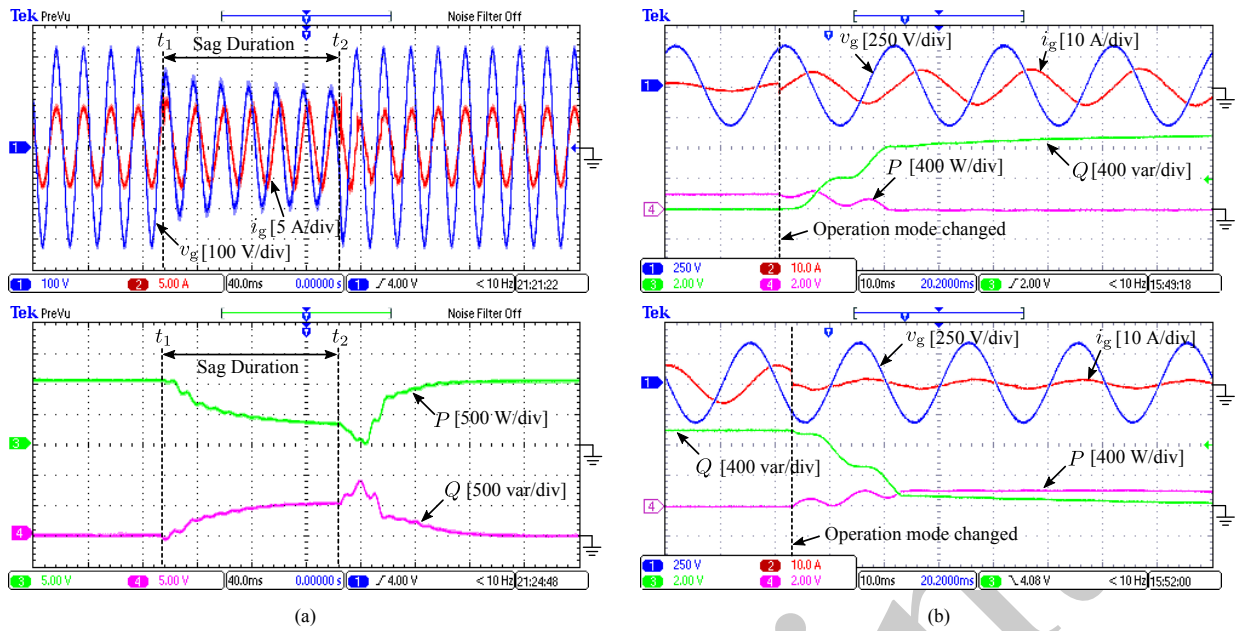 Tek PreVu Noise Filter Off
t1 Sag Duration t2
1
ig [5 A/div]
vg [100 V/div]
1 100 V 2 5.00 A 40.0ms 0.00000 s 1 ∫ 4.00 V < 10 Hz 21:21:22
Tek PreVu Noise Filter Off
t1 t2
Sag Duration
P [500 W/div]
3
Q [500 var/div]
4
3 5.00 V 4 5.00 V 40.0ms 0.00000 s 1 ∫ 4.00 V < 10 Hz 21:24:48
(a)
Tek PreVu
vg [250 V/div] ig [10 A/div]
1
P [400 W/div] Q [400 var/div]
4
Operation mode changed
1 250 V 2 10.0 A
3 2.00 V 4 2.00 V 10.0ms 20.2000ms 3 ∫ 2.00 V < 10 Hz 15:49:18
Tek PreVu
vg [250 V/div] ig [10 A/div]
1
Q [400 var/div] P [400 W/div]
4
Operation mode changed
1 250 V 2 10.0 A
3 2.00 V 4 2.00 V 10.0ms 20.2000ms 3 \ 4.08 V < 10 Hz 15:52:00
(b)